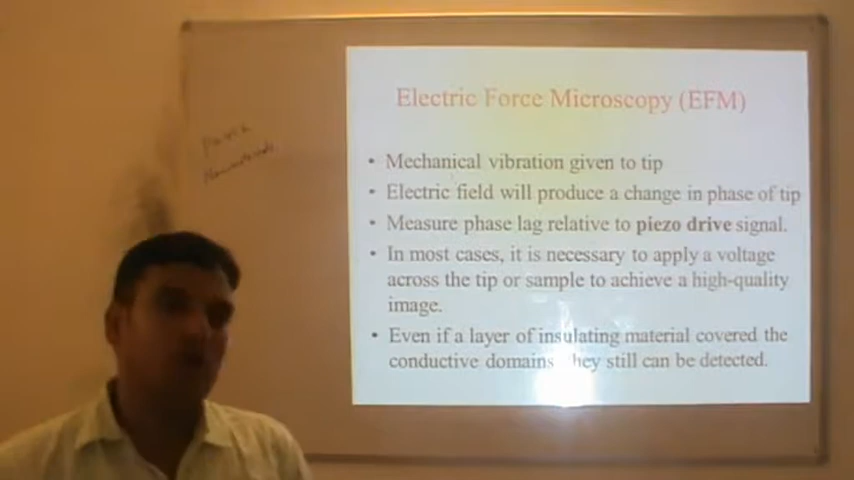 Electric Force Microscopy (EFM)
• Mechanical vibration given to tip
• Electric field will produce a change in phase of tip
• Measure phase lag relative to piezo drive signal.
• In most cases, it is necessary to apply a voltage
across the tip or sample to achieve a high-quality
image.
• Even if a layer of insulating material covered the
conductive domains they still can be detected.